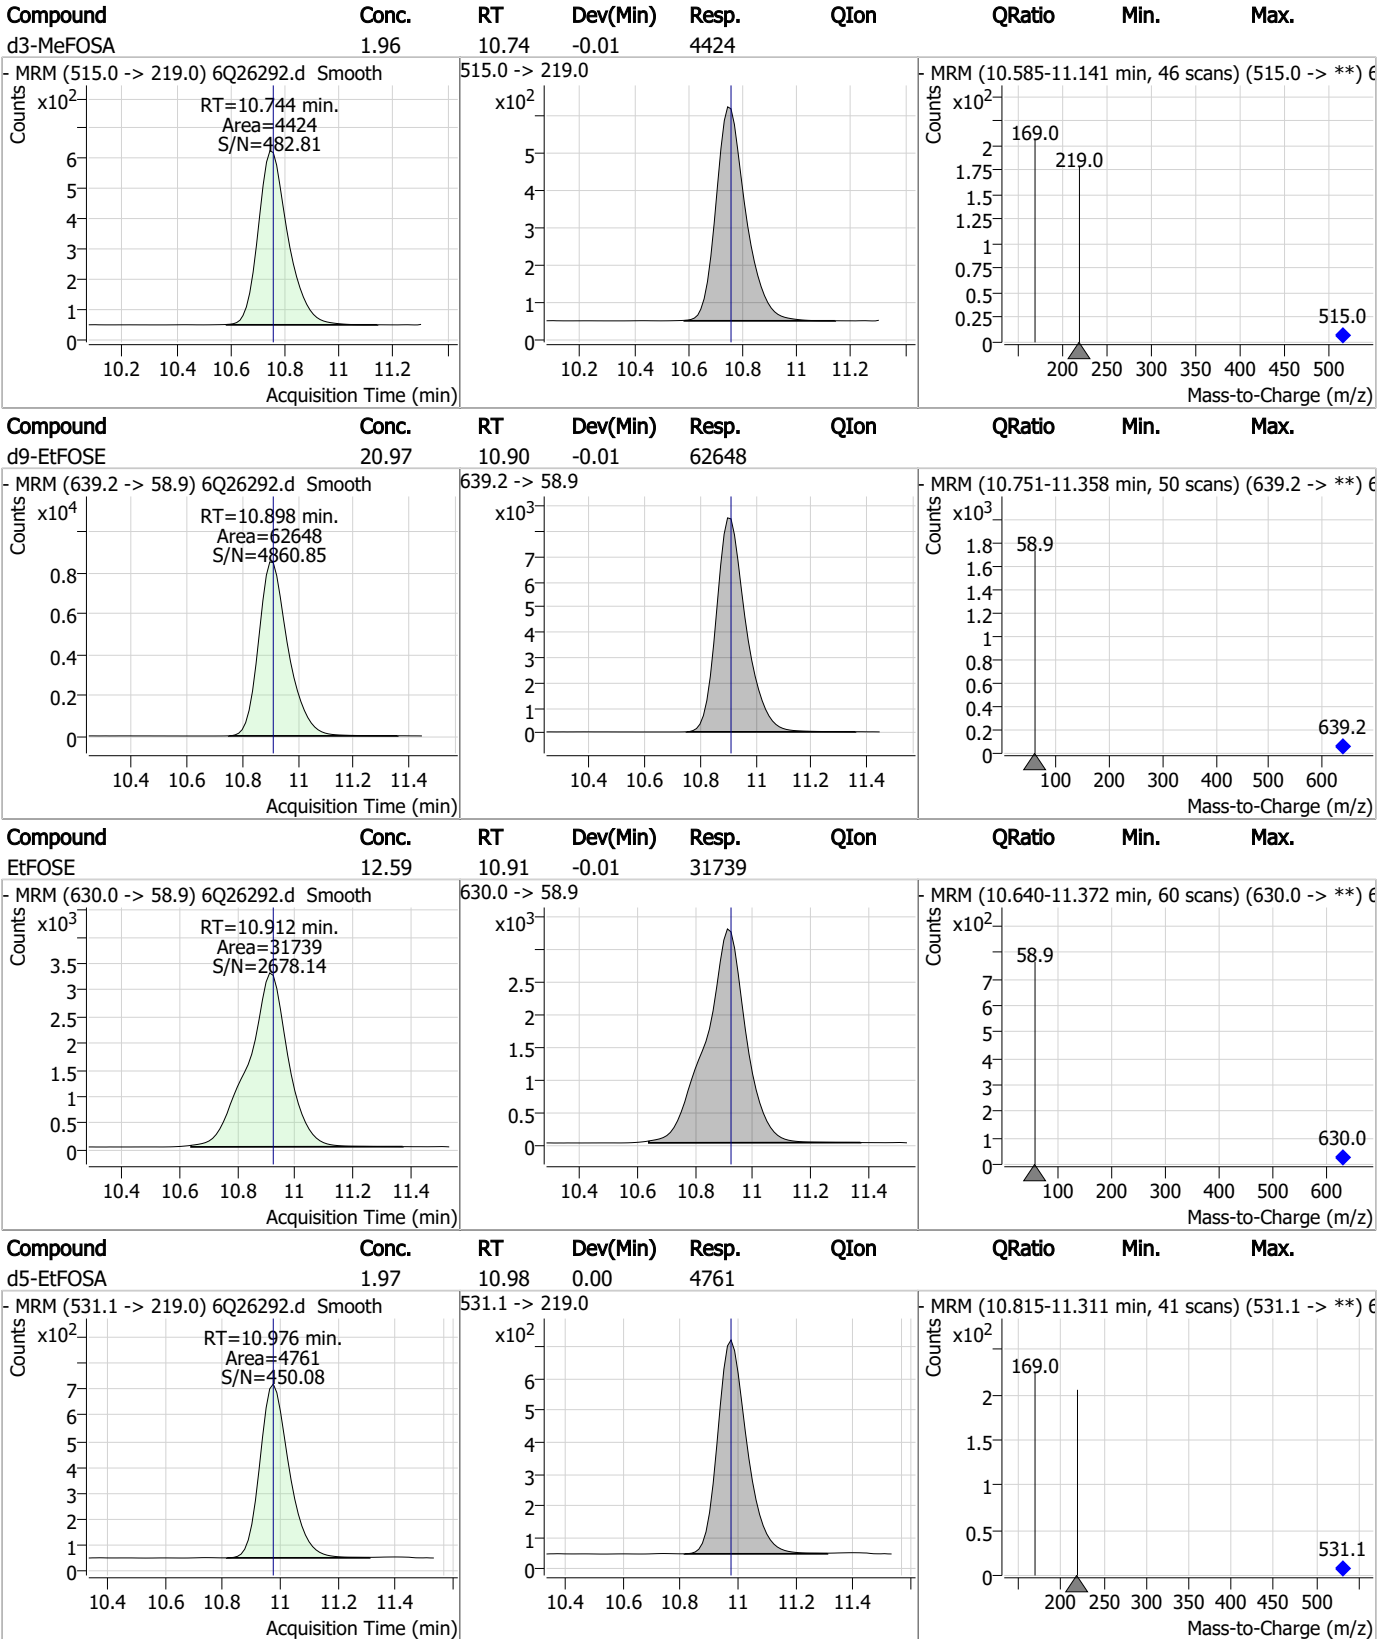 Compound Conc. RT Dev(Min) Resp. QIon QRatio Min. Max.
d3-MeFOSA 1.96 10.74 -0.01 4424
- MRM (515.0 -> 219.0) 6Q26292.d Smooth
Counts
x10²
RT=10.744 min.
Area=4424
S/N=482.81
6
5
4
3
2
1
0
10.2 10.4 10.6 10.8 11 11.2
Acquisition Time (min)
515.0 -> 219.0
x10²
5
4
3
2
1
0
10.2 10.4 10.6 10.8 11 11.2
- MRM (10.585-11.141 min, 46 scans) (515.0 -> **) 6
Counts
x10²
169.0
219.0
2
1.75
1.5
1.25
1
0.75
0.5
0.25
0
515.0
200 250 300 350 400 450 500
Mass-to-Charge (m/z)
Compound Conc. RT Dev(Min) Resp. QIon QRatio Min. Max.
d9-EtFOSE 20.97 10.90 -0.01 62648
- MRM (639.2 -> 58.9) 6Q26292.d Smooth
Counts
x10⁴
RT=10.898 min.
Area=62648
S/N=4860.85
0.8
0.6
0.4
0.2
0
10.4 10.6 10.8 11 11.2 11.4
Acquisition Time (min)
639.2 -> 58.9
x10³
7
6
5
4
3
2
1
0
10.4 10.6 10.8 11 11.2 11.4
- MRM (10.751-11.358 min, 50 scans) (639.2 -> **) 6
Counts
x10³
58.9
1.8
1.6
1.4
1.2
1
0.8
0.6
0.4
0.2
0
639.2
100 200 300 400 500 600
Mass-to-Charge (m/z)
Compound Conc. RT Dev(Min) Resp. QIon QRatio Min. Max.
EtFOSE 12.59 10.91 -0.01 31739
- MRM (630.0 -> 58.9) 6Q26292.d Smooth
Counts
x10³
RT=10.912 min.
Area=31739
S/N=2678.14
3.5
3
2.5
2
1.5
1
0.5
0
10.4 10.6 10.8 11 11.2 11.4
Acquisition Time (min)
630.0 -> 58.9
x10³
2.5
2
1.5
1
0.5
0
10.4 10.6 10.8 11 11.2 11.4
- MRM (10.640-11.372 min, 60 scans) (630.0 -> **) 6
Counts
x10²
58.9
7
6
5
4
3
2
1
0
630.0
100 200 300 400 500 600
Mass-to-Charge (m/z)
Compound Conc. RT Dev(Min) Resp. QIon QRatio Min. Max.
d5-EtFOSA 1.97 10.98 0.00 4761
- MRM (531.1 -> 219.0) 6Q26292.d Smooth
Counts
x10²
RT=10.976 min.
Area=4761
S/N=450.08
7
6
5
4
3
2
1
0
10.4 10.6 10.8 11 11.2 11.4
Acquisition Time (min)
531.1 -> 219.0
x10²
6
5
4
3
2
1
0
10.4 10.6 10.8 11 11.2 11.4
- MRM (10.815-11.311 min, 41 scans) (531.1 -> **) 6
Counts
x10²
169.0
2
1.5
1
0.5
0
531.1
200 250 300 350 400 450 500
Mass-to-Charge (m/z)